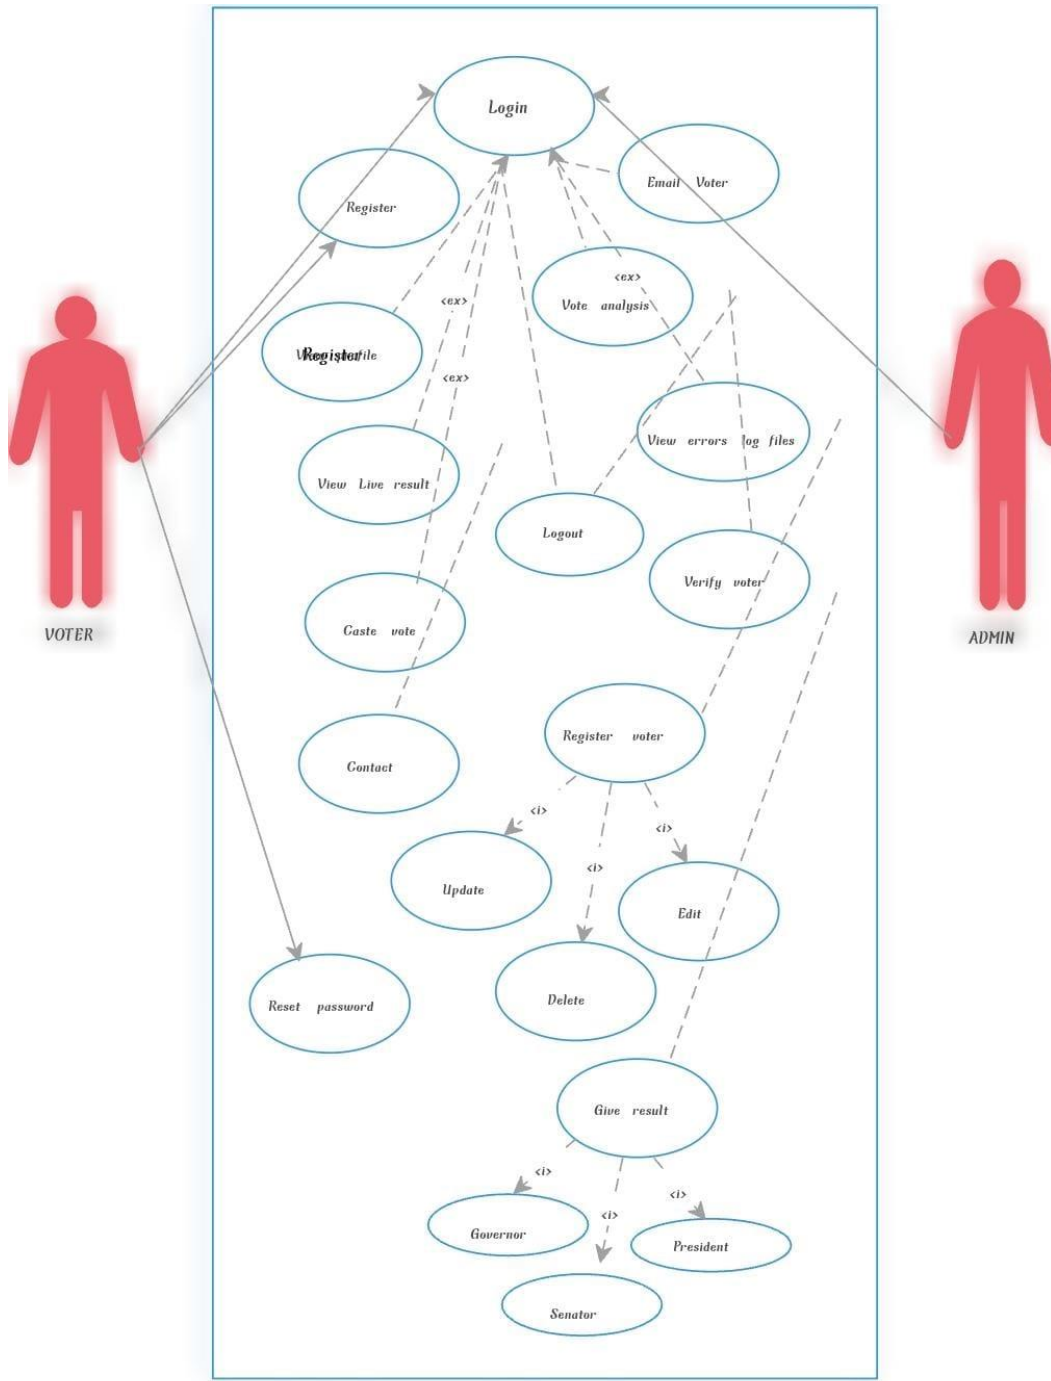 Login
Email Voter
Register
<ex>
<ex>
Vote analysis
Register
<ex>
View errors log files
View Live result
Logout
Verify voter
Caste vote
VOTER
ADMIN
Register voter
Contact
<i>
<i>
<i>
Update
Edit
Delete
Reset password
Give result
<i>
<i>
<i>
Governor
President
Senator